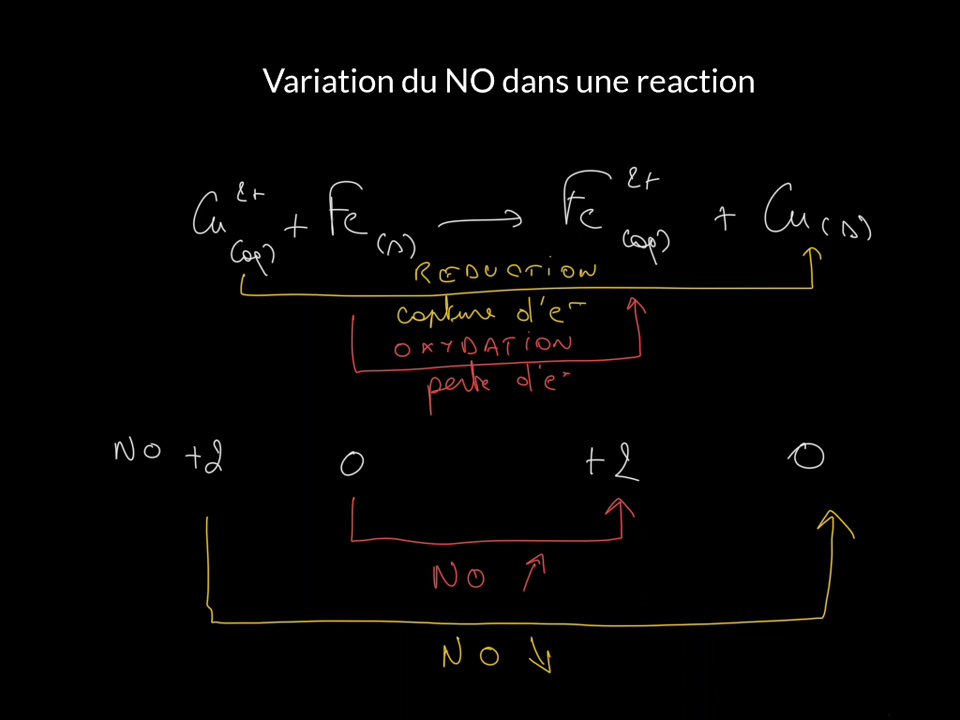 Variation du NO dans une reaction
Cu²⁺(aq) + Fe(s) → Fe²⁺(aq) + Cu(s)
REDUCTION
capture d'e⁻
OXYDATION
perte d'e⁻
NO +2 0 +2 0
NO ↗
NO ↘